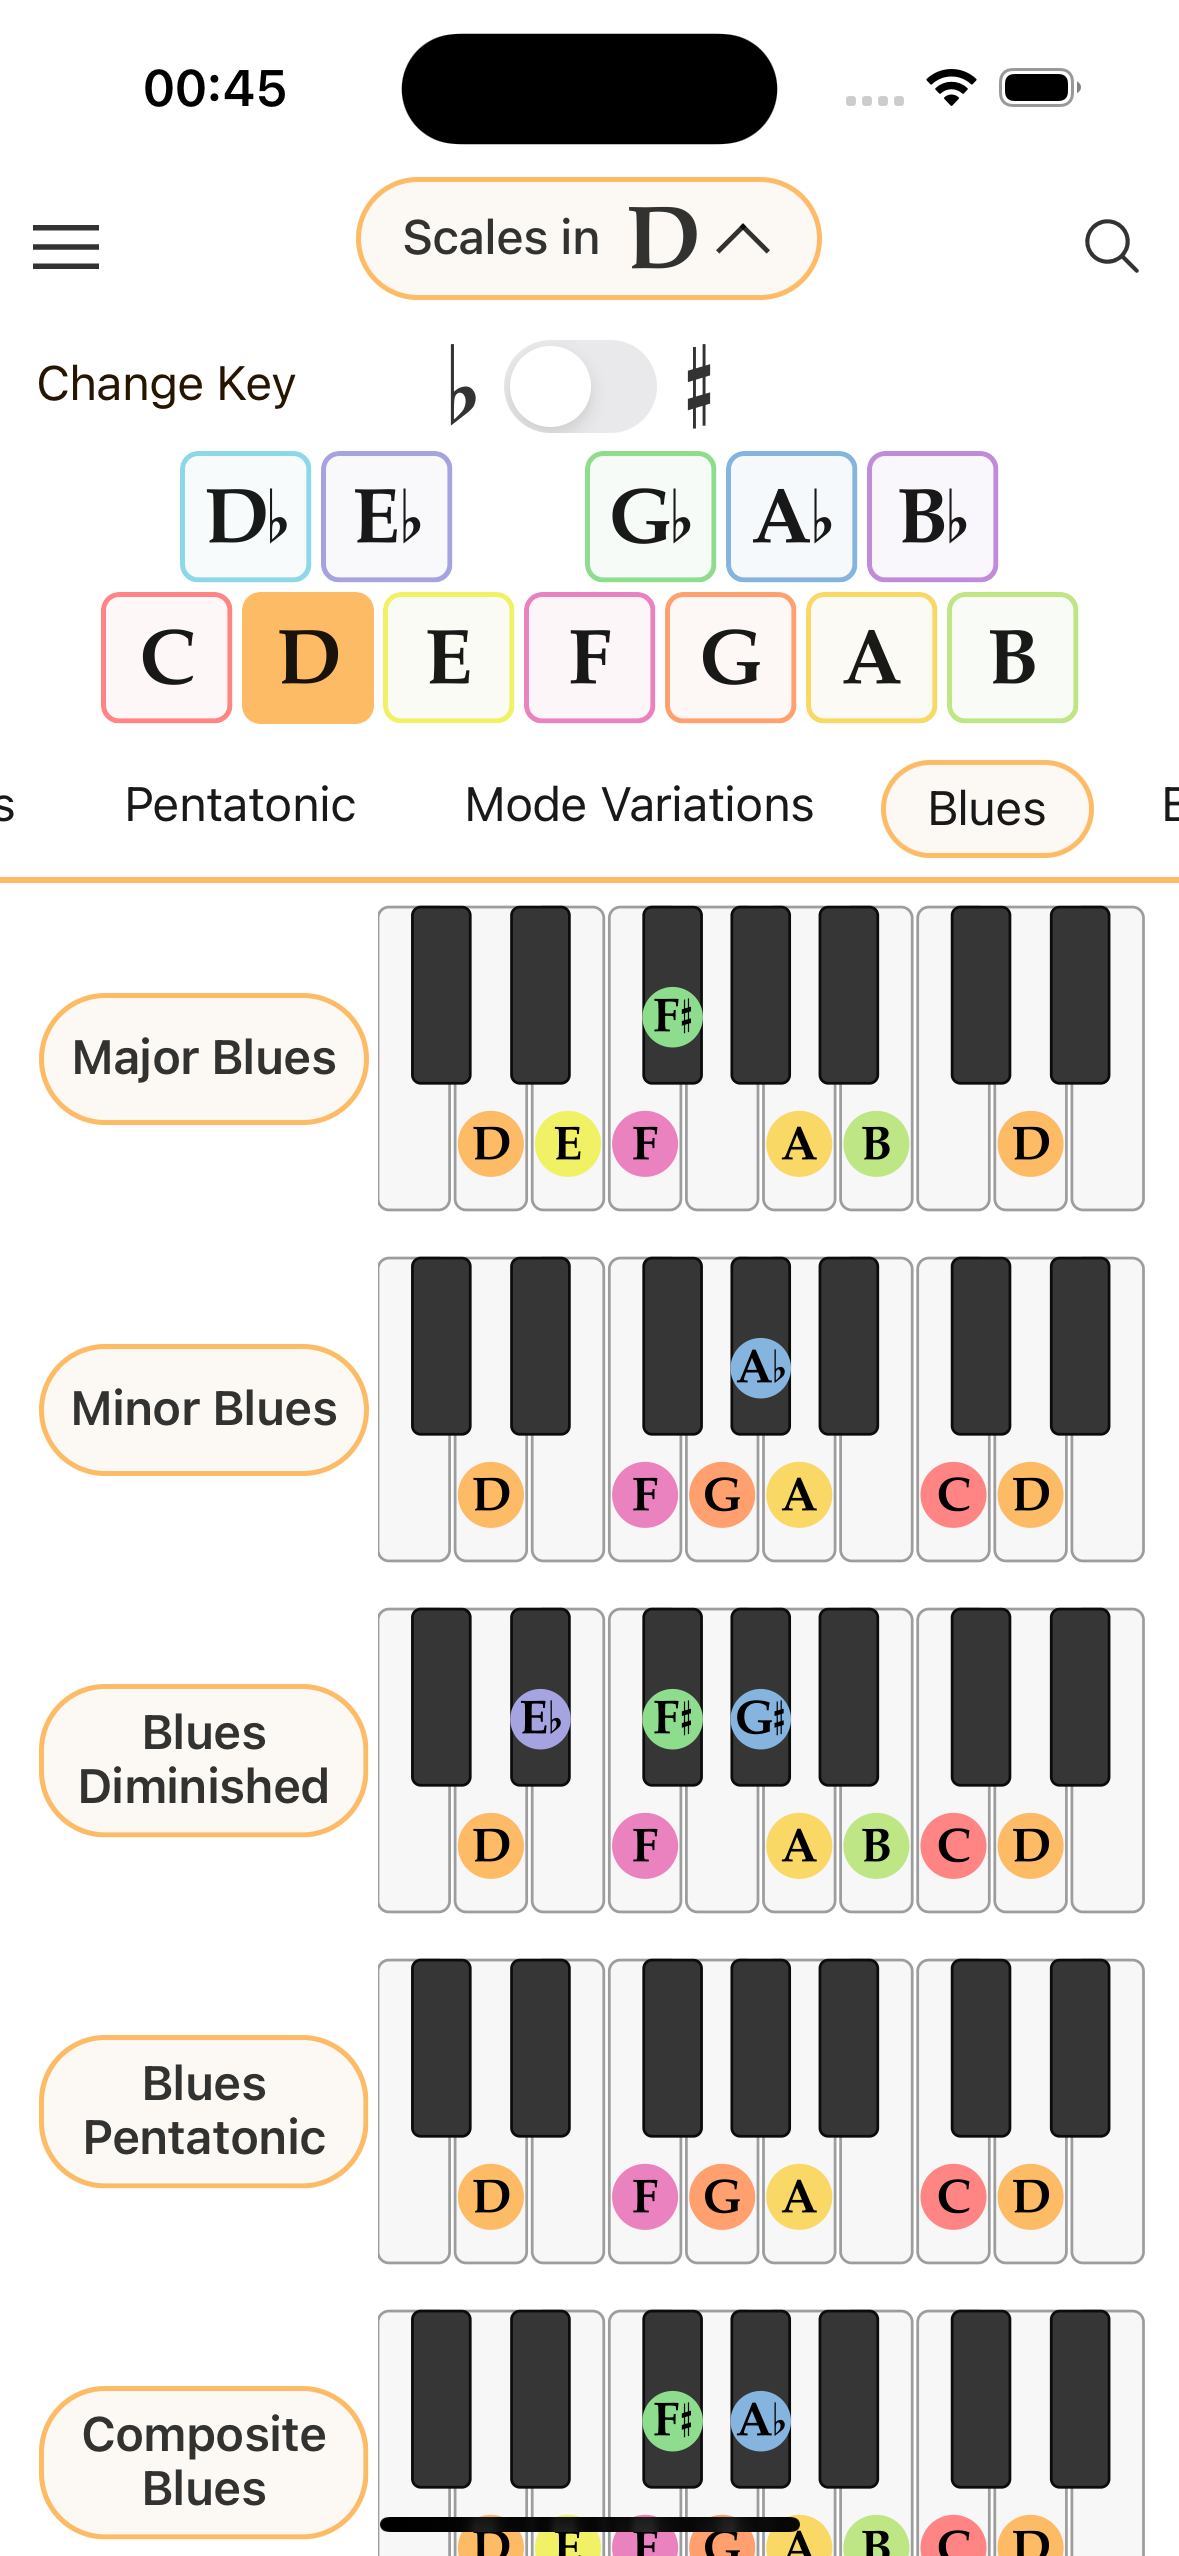 00:45
Scales in D
Change Key ♭ ♯
D♭ E♭ G♭ A♭ B♭
C D E F G A B
Pentatonic Mode Variations Blues
F♯
Major Blues
D E F A B D
A♭
Minor Blues
D F G A C D
E♭ F♯ G♯
Blues
Diminished
D F A B C D
Blues
Pentatonic
D F G A C D
F♯ A♭
Composite
Blues
D E F G A B C D